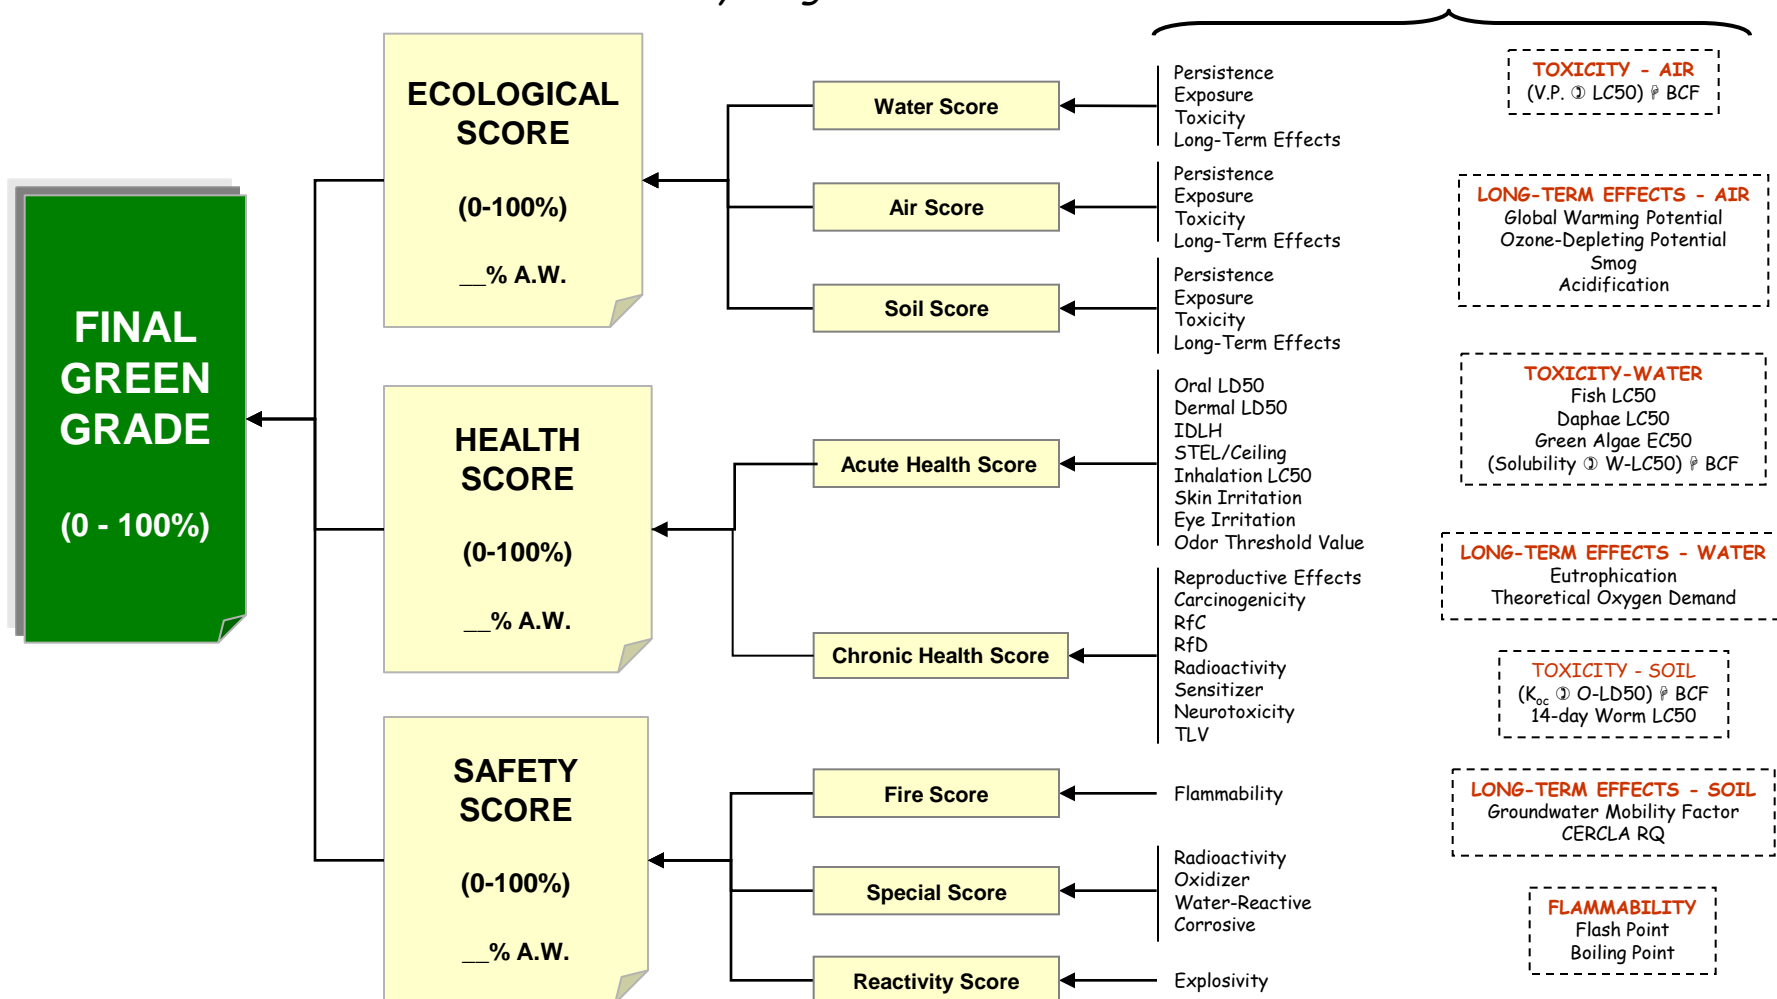 FINAL
GREEN
GRADE
(0 - 100%)
ECOLOGICAL
SCORE
(0-100%)
__% A.W.
HEALTH
SCORE
(0-100%)
__% A.W.
SAFETY
SCORE
(0-100%)
__% A.W.
Water Score
Air Score
Soil Score
Acute Health Score
Chronic Health Score
Fire Score
Special Score
Reactivity Score
Persistence
Exposure
Toxicity
Long-Term Effects
Persistence
Exposure
Toxicity
Long-Term Effects
Persistence
Exposure
Toxicity
Long-Term Effects
Oral LD50
Dermal LD50
IDLH
STEL/Ceiling
Inhalation LC50
Skin Irritation
Eye Irritation
Odor Threshold Value
Reproductive Effects
Carcinogenicity
RfC
RfD
Radioactivity
Sensitizer
Neurotoxicity
TLV
Flammability
Radioactivity
Oxidizer
Water-Reactive
Corrosive
Explosivity
TOXICITY - AIR
(V.P. LC50) BCF
LONG-TERM EFFECTS - AIR
Global Warming Potential
Ozone-Depleting Potential
Smog
Acidification
TOXICITY-WATER
Fish LC50
Daphae LC50
Green Algae EC50
(Solubility W-LC50) BCF
LONG-TERM EFFECTS - WATER
Eutrophication
Theoretical Oxygen Demand
TOXICITY - SOIL
(Koc O-LD50) BCF
14-day Worm LC50
LONG-TERM EFFECTS - SOIL
Groundwater Mobility Factor
CERCLA RQ
FLAMMABILITY
Flash Point
Boiling Point